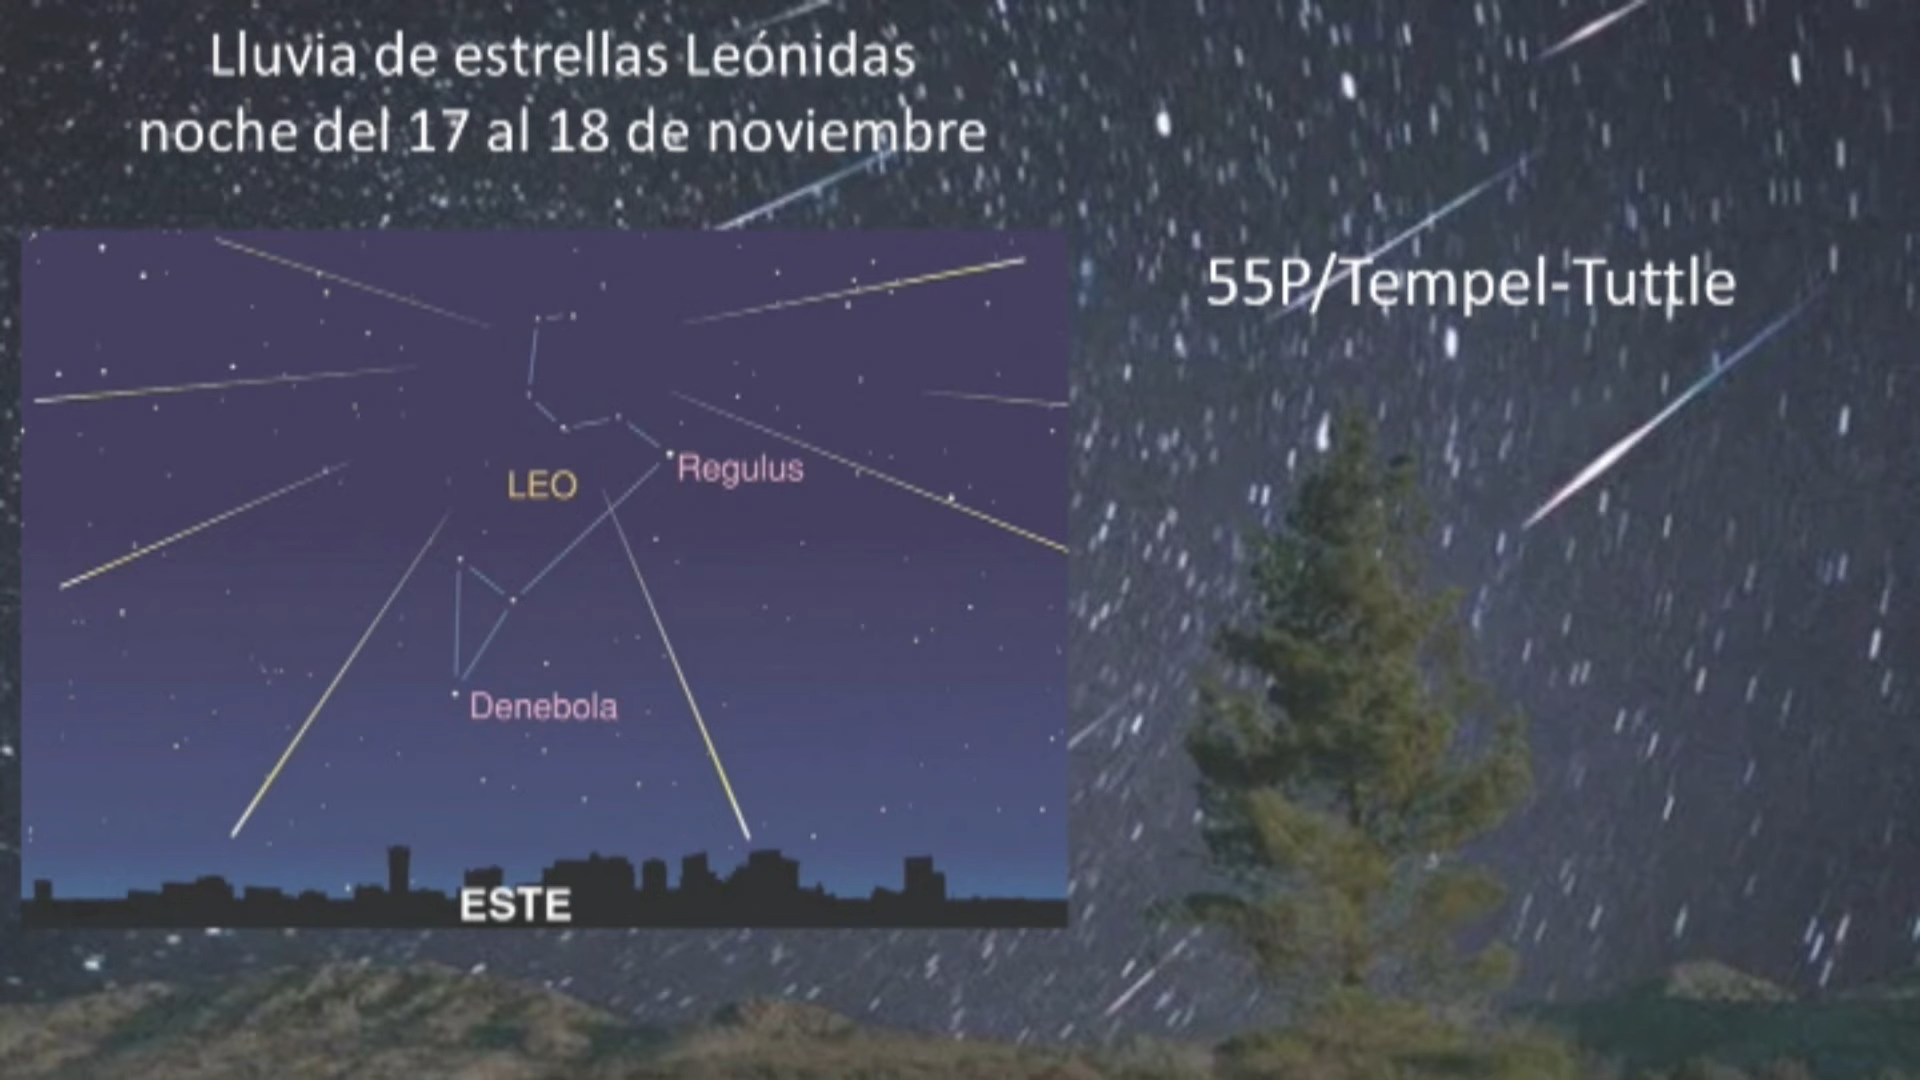 Lluvia de estrellas Leónidas
noche del 17 al 18 de noviembre
55P/Tempel-Tuttle
LEO
Regulus
Denebola
ESTE